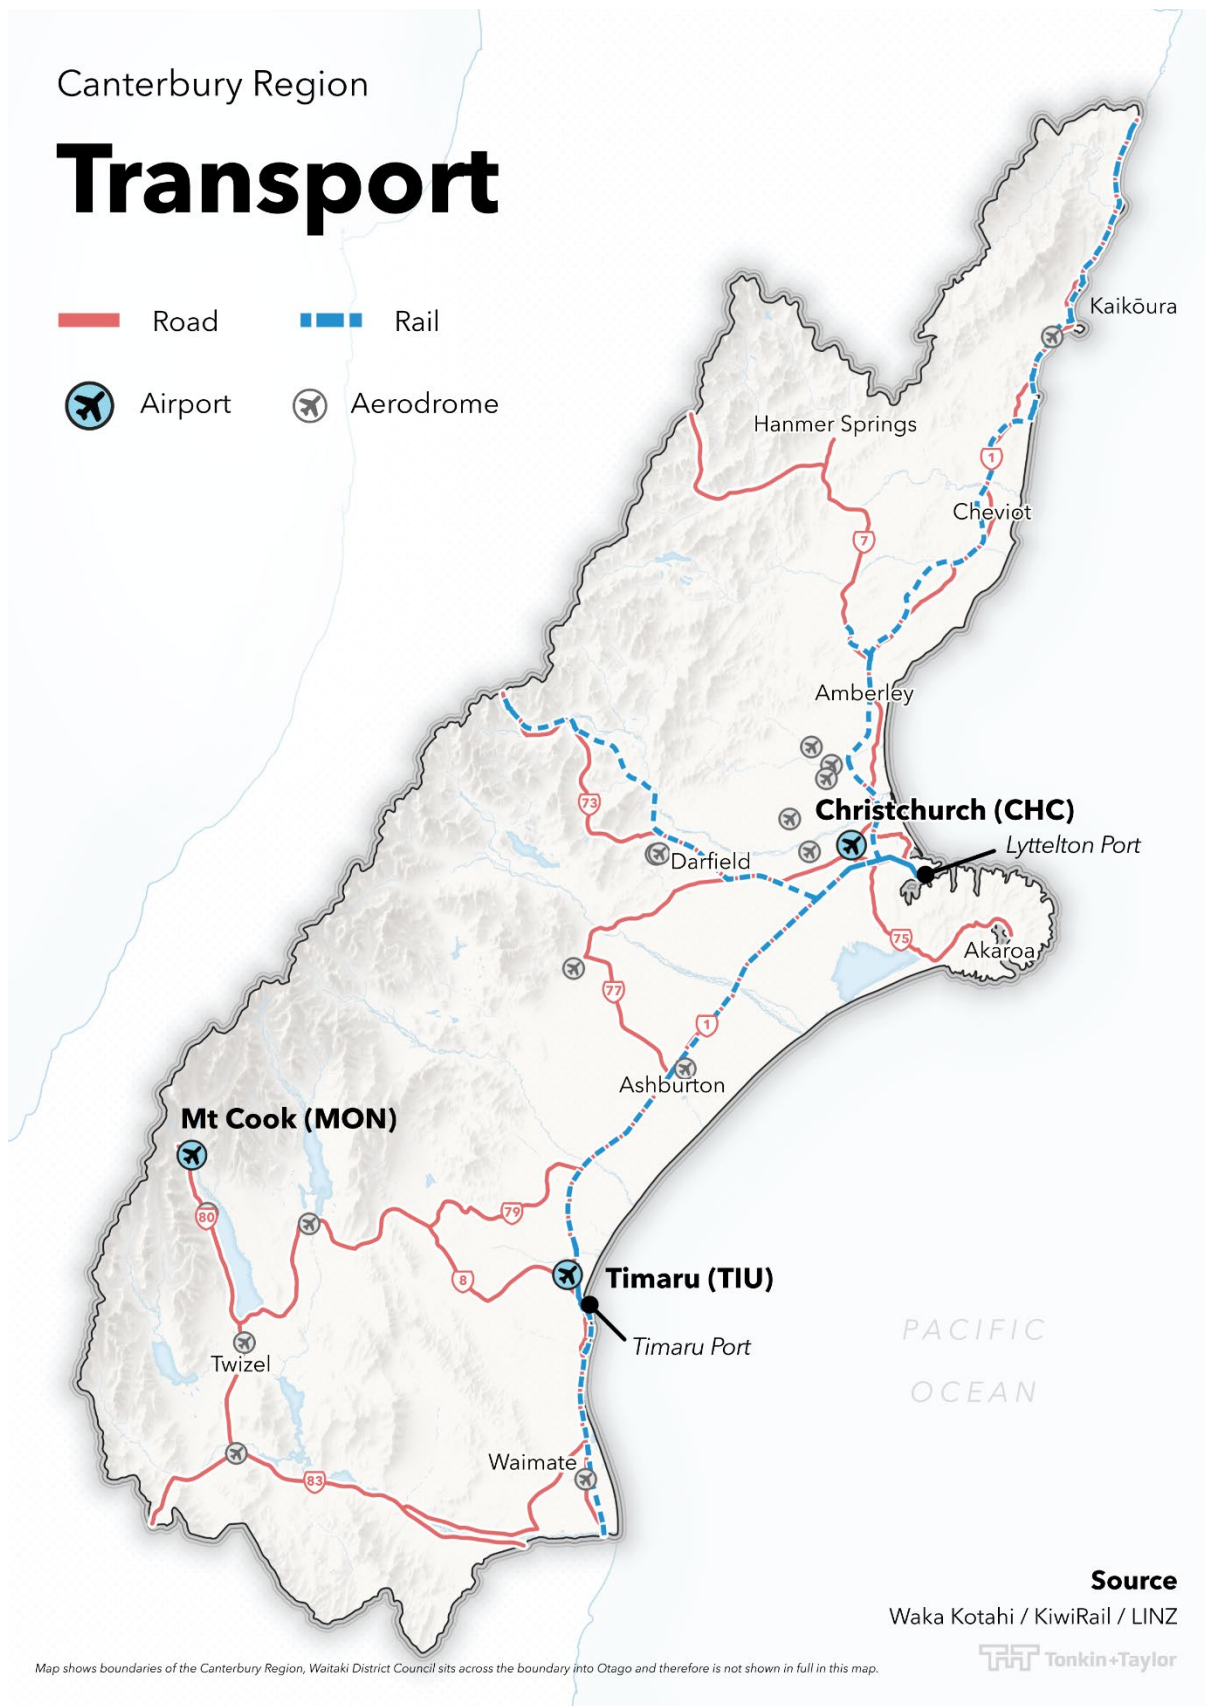 Canterbury Region
Transport
Road
Rail
Airport
Aerodrome
Kaikōura
Hanmer Springs
1
Cheviot
7
Amberley
73
Christchurch (CHC)
Lyttelton Port
Darfield
75
Akaroa
77
1
Ashburton
Mt Cook (MON)
80
79
8
Timaru (TIU)
Timaru Port
PACIFIC
OCEAN
Twizel
Waimate
83
Source
Waka Kotahi / KiwiRail / LINZ
Tonkin+Taylor
Map shows boundaries of the Canterbury Region, Waitaki District Council sits across the boundary into Otago and therefore is not shown in full in this map.